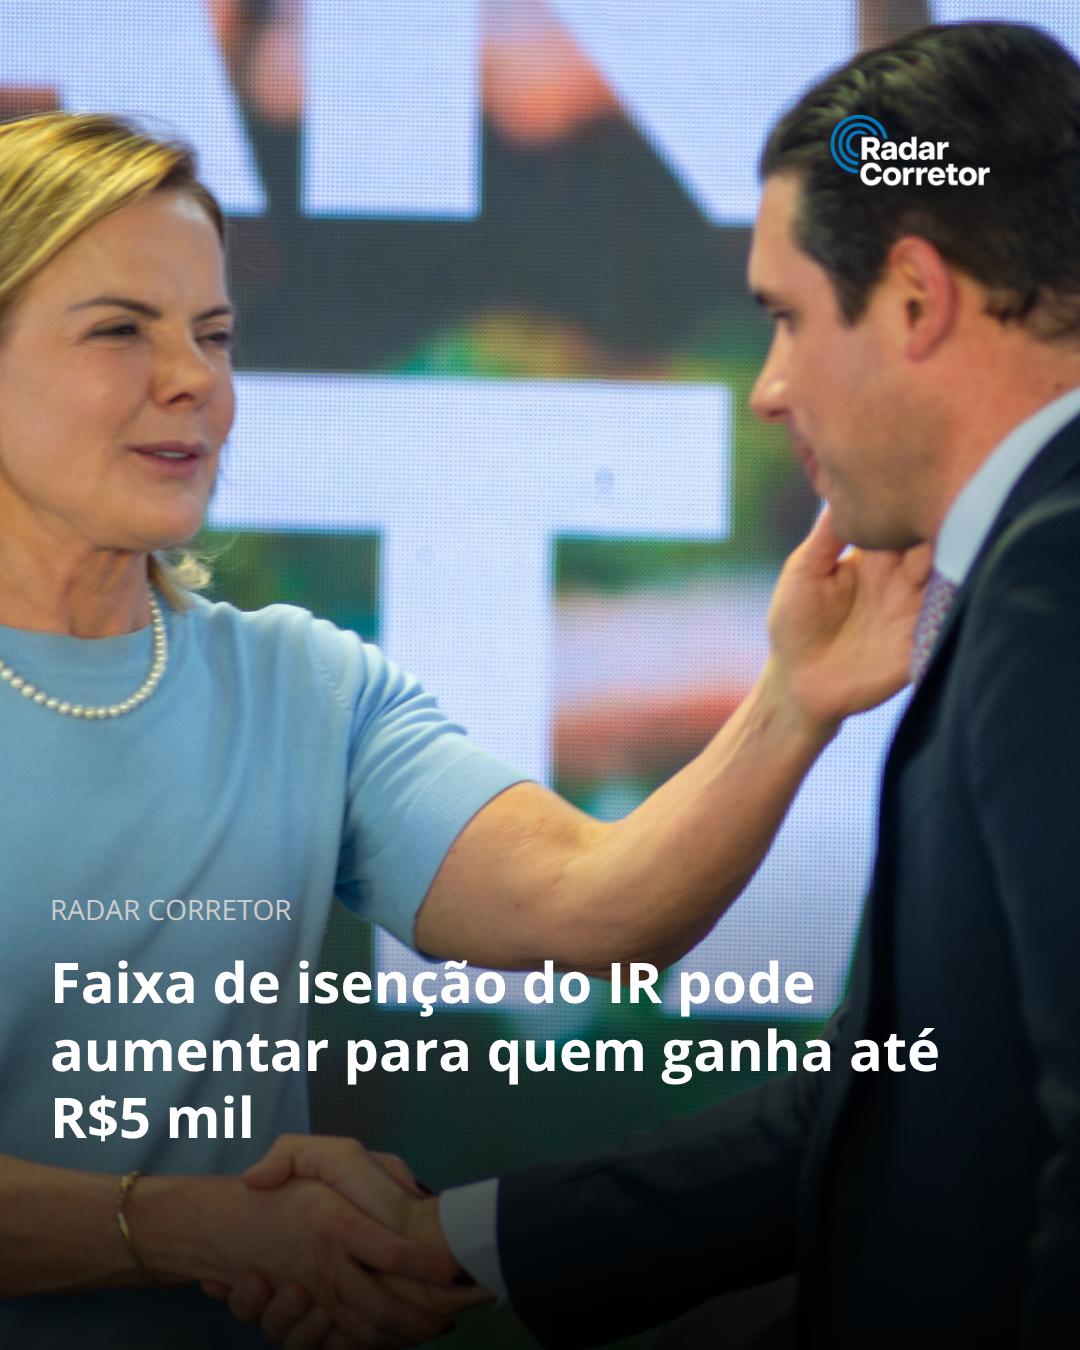 Radar
Corretor
RADAR CORRETOR
Faixa de isenção do IR pode
aumentar para quem ganha até
R$5 mil